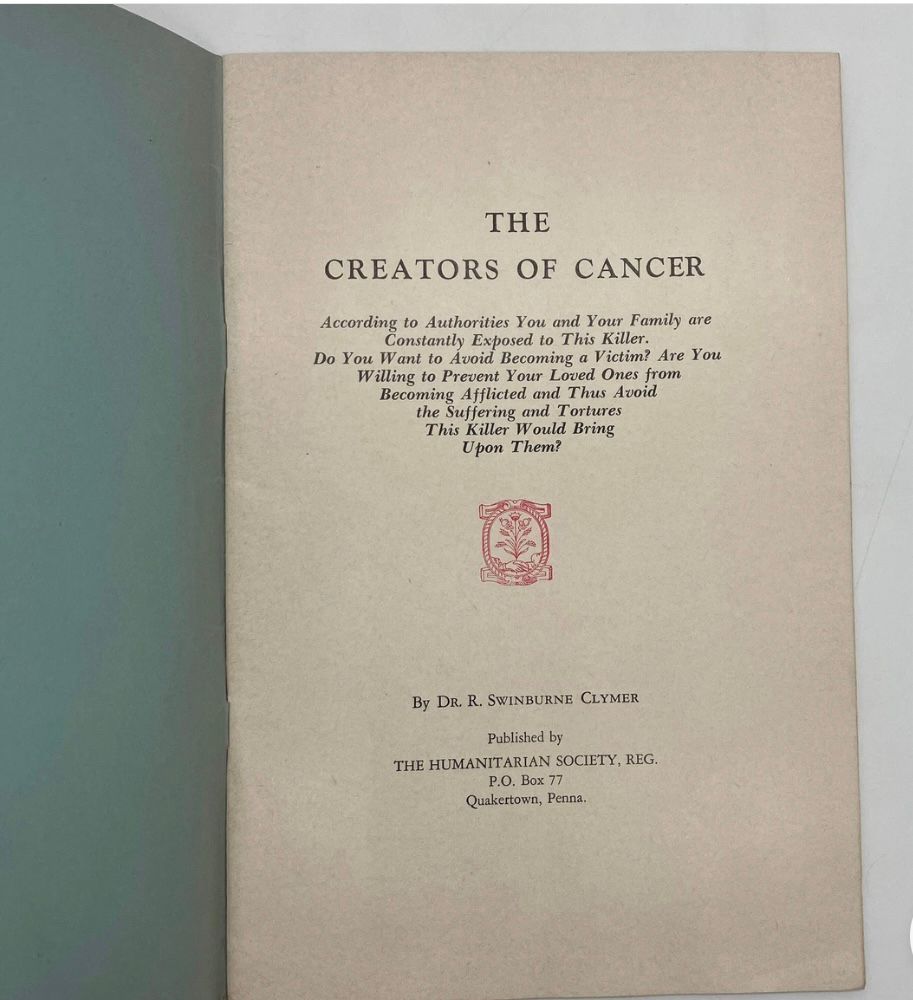 THE
CREATORS OF CANCER
According to Authorities You and Your Family are
Constantly Exposed to This Killer.
Do You Want to Avoid Becoming a Victim? Are You
Willing to Prevent Your Loved Ones from
Becoming Afflicted and Thus Avoid
the Suffering and Tortures
This Killer Would Bring
Upon Them?
By DR. R. SWINBURNE CLYMER
Published by
THE HUMANITARIAN SOCIETY, REG.
P.O. Box 77
Quakertown, Penna.